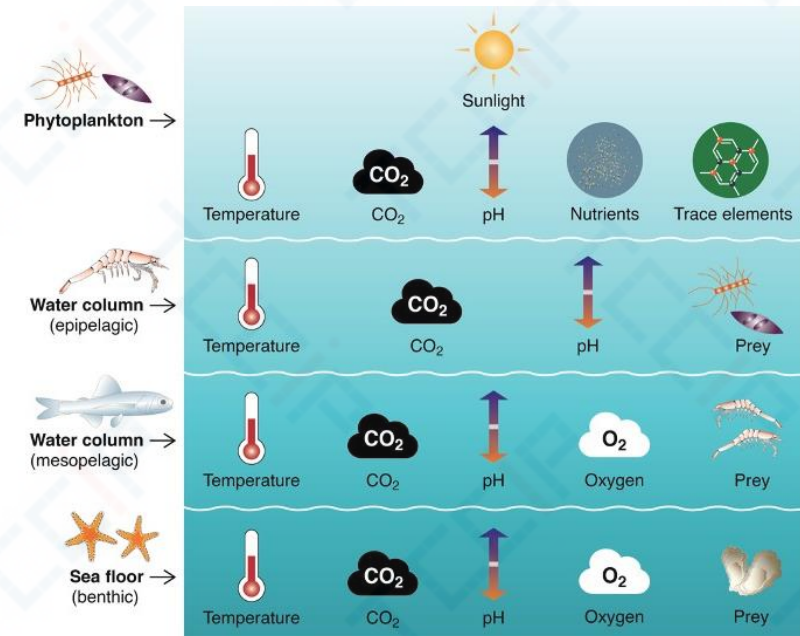 Sunlight
Phytoplankton
CO₂
Temperature
CO₂
pH
Nutrients
Trace elements
Water column
(epipelagic)
CO₂
Temperature
CO₂
pH
Prey
Water column
(mesopelagic)
CO₂
O₂
Temperature
CO₂
pH
Oxygen
Prey
Sea floor
(benthic)
CO₂
O₂
Temperature
CO₂
pH
Oxygen
Prey